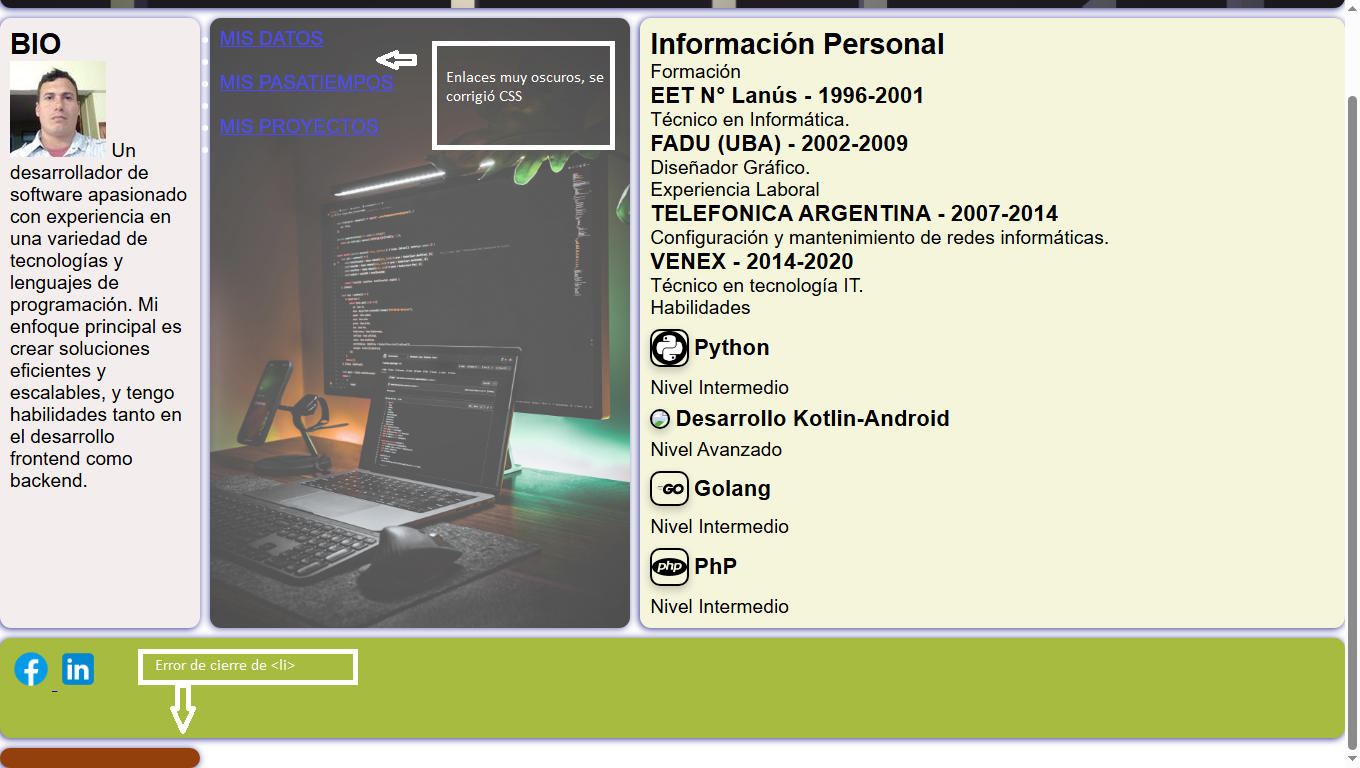 BIO
Un
desarrollador de
software apasionado
con experiencia en
una variedad de
tecnologías y
lenguajes de
programación. Mi
enfoque principal es
crear soluciones
eficientes y
escalables, y tengo
habilidades tanto en
el desarrollo
frontend como
backend.
MIS DATOS
MIS PASATIEMPOS
MIS PROYECTOS
Enlaces muy oscuros, se
corrigió CSS
Información Personal
Formación
EET N° Lanús - 1996-2001
Técnico en Informática.
FADU (UBA) - 2002-2009
Diseñador Gráfico.
Experiencia Laboral
TELEFONICA ARGENTINA - 2007-2014
Configuración y mantenimiento de redes informáticas.
VENEX - 2014-2020
Técnico en tecnología IT.
Habilidades
Python
Nivel Intermedio
Desarrollo Kotlin-Android
Nivel Avanzado
GO Golang
Nivel Intermedio
php PhP
Nivel Intermedio
f in
Error de cierre de <li>